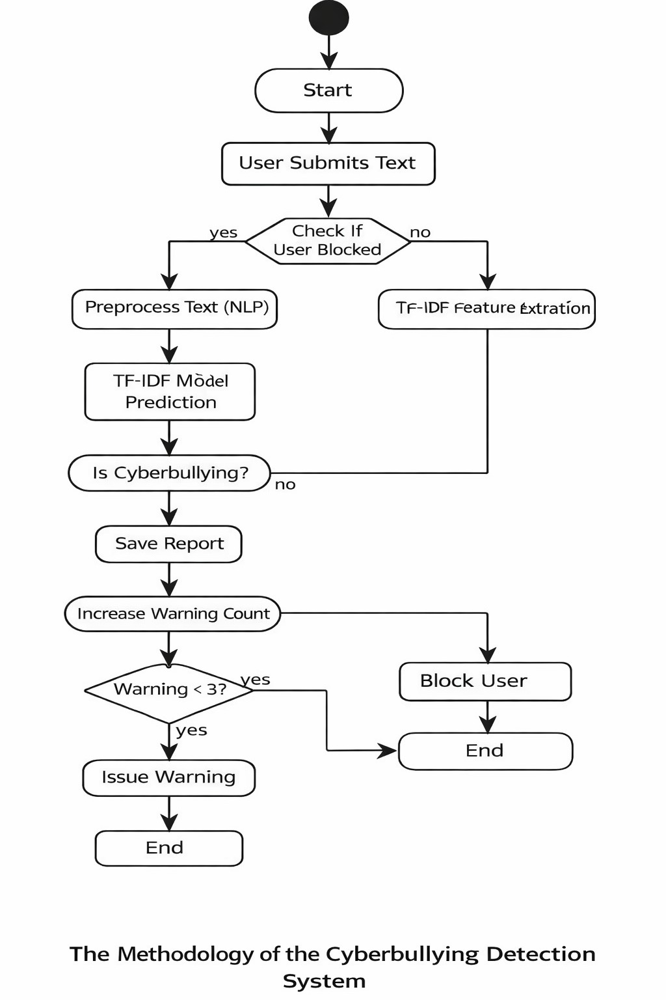 Start
User Submits Text
Check If
User Blocked
yes
no
Preprocess Text (NLP)
TF-IDF Feature Extration
TF-IDF Model
Prediction
Is Cyberbullying?
no
Save Report
Increase Warning Count
Warning < 3?
yes
Block User
yes
End
Issue Warning
End
The Methodology of the Cyberbullying Detection
System